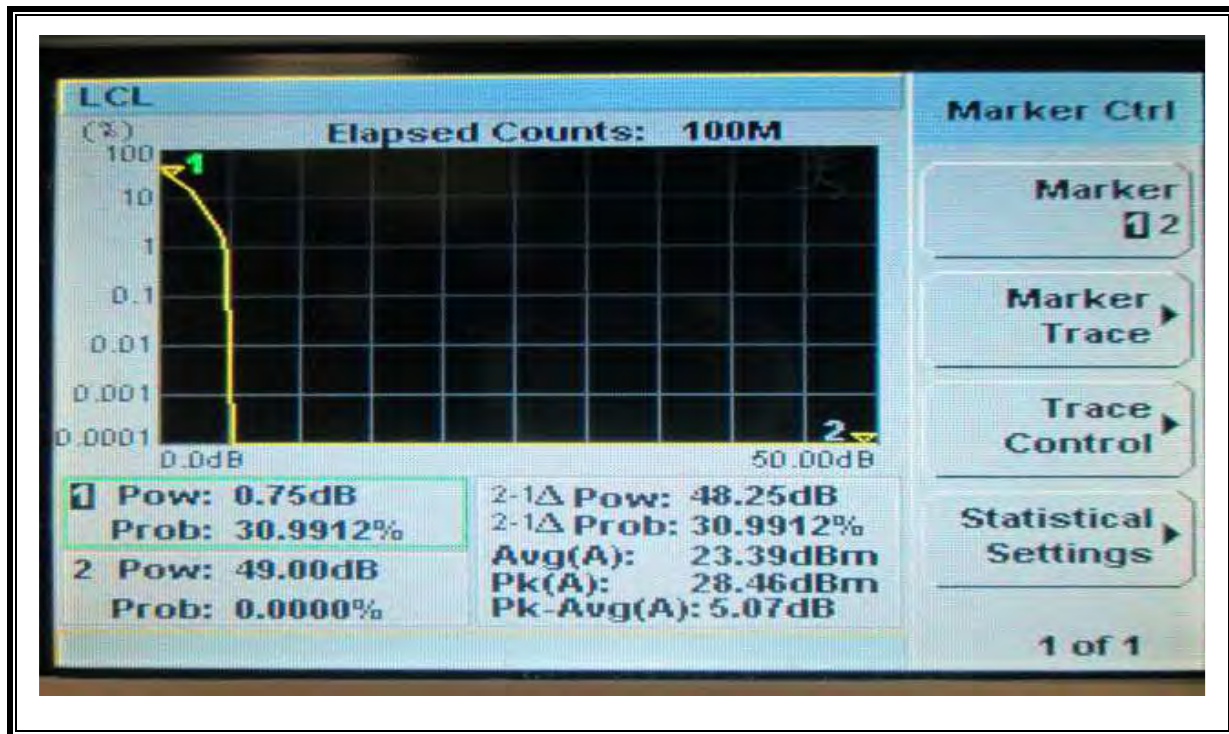 LCL
(%)
Elapsed Counts: 100M
100
1
10
1
0.1
0.01
0.001
0.0001
2
0.0dB
50.00dB
1 Pow: 0.75dB
Prob: 30.9912%
2 Pow: 49.00dB
Prob: 0.0000%
2-1Δ Pow: 48.25dB
2-1Δ Prob: 30.9912%
Avg(A): 23.39dBm
Pk(A): 28.46dBm
Pk-Avg(A): 5.07dB
Marker Ctrl
Marker
1 2
Marker
Trace
Trace
Control
Statistical
Settings
1 of 1